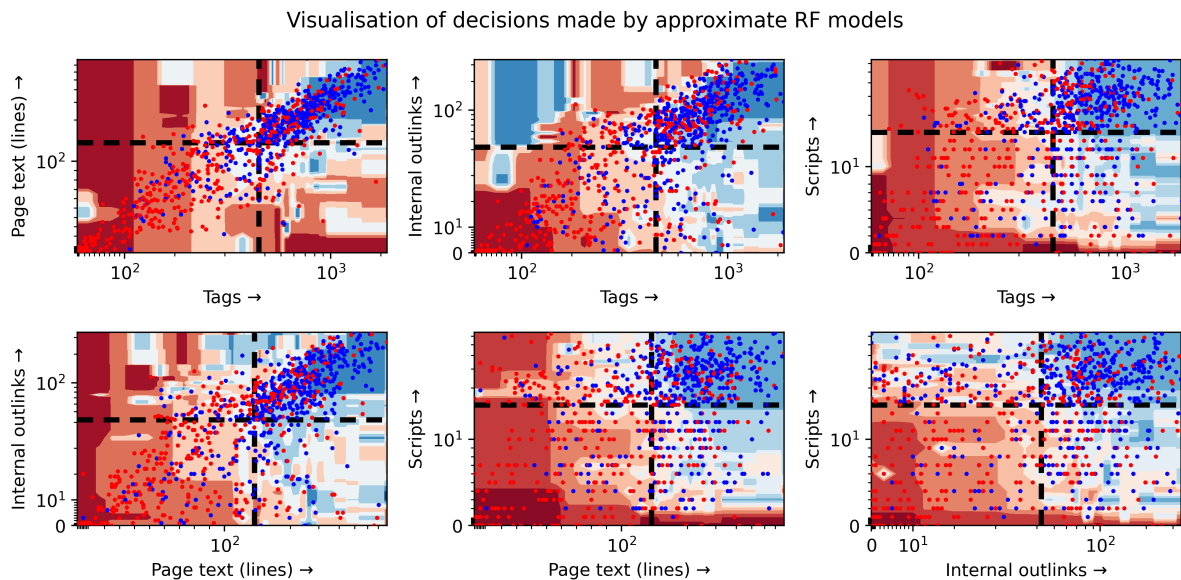 Visualisation of decisions made by approximate RF models
Page text (lines) →
10²
10² 10³
Tags →
Internal outlinks →
10²
10¹
0
10² 10³
Tags →
Scripts →
10¹
0
10² 10³
Tags →
Internal outlinks →
10²
10¹
0
10²
Page text (lines) →
Scripts →
10¹
0
10²
Page text (lines) →
Scripts →
10¹
0
0 10¹ 10²
Internal outlinks →